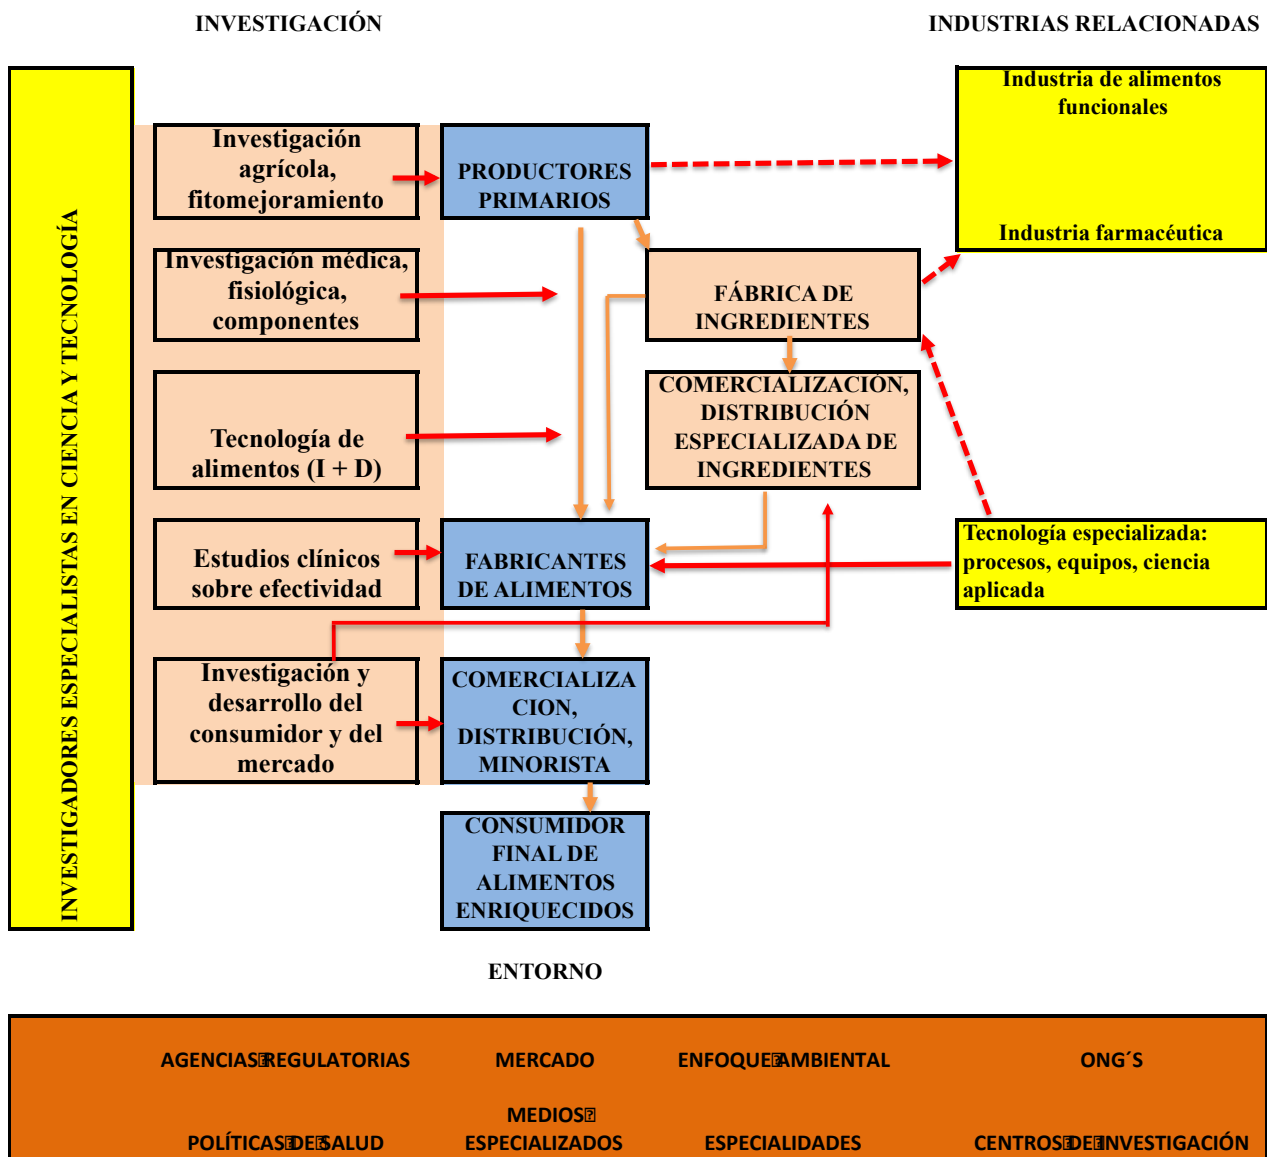 INVESTIGACIÓN
INDUSTRIAS RELACIONADAS
INVESTIGADORES ESPECIALISTAS EN CIENCIA Y TECNOLOGÍA
Investigación
agrícola,
fitomejoramiento
PRODUCTORES
PRIMARIOS
Industria de alimentos
funcionales
Industria farmacéutica
Investigación médica,
fisiológica,
componentes
FÁBRICA DE
INGREDIENTES
Tecnología de
alimentos (I + D)
COMERCIALIZACIÓN,
DISTRIBUCIÓN
ESPECIALIZADA DE
INGREDIENTES
Estudios clínicos
sobre efectividad
FABRICANTES
DE ALIMENTOS
Tecnología especializada:
procesos, equipos, ciencia
aplicada
Investigación y
desarrollo del
consumidor y del
mercado
COMERCIALIZA
CION,
DISTRIBUCIÓN,
MINORISTA
CONSUMIDOR
FINAL DE
ALIMENTOS
ENRIQUECIDOS
ENTORNO
AGENCIAS REGULATORIAS
MERCADO
ENFOQUE AMBIENTAL
ONG´S
POLÍTICAS DE SALUD
MEDIOS
ESPECIALIZADOS
ESPECIALIDADES
CENTROS DE INVESTIGACIÓN